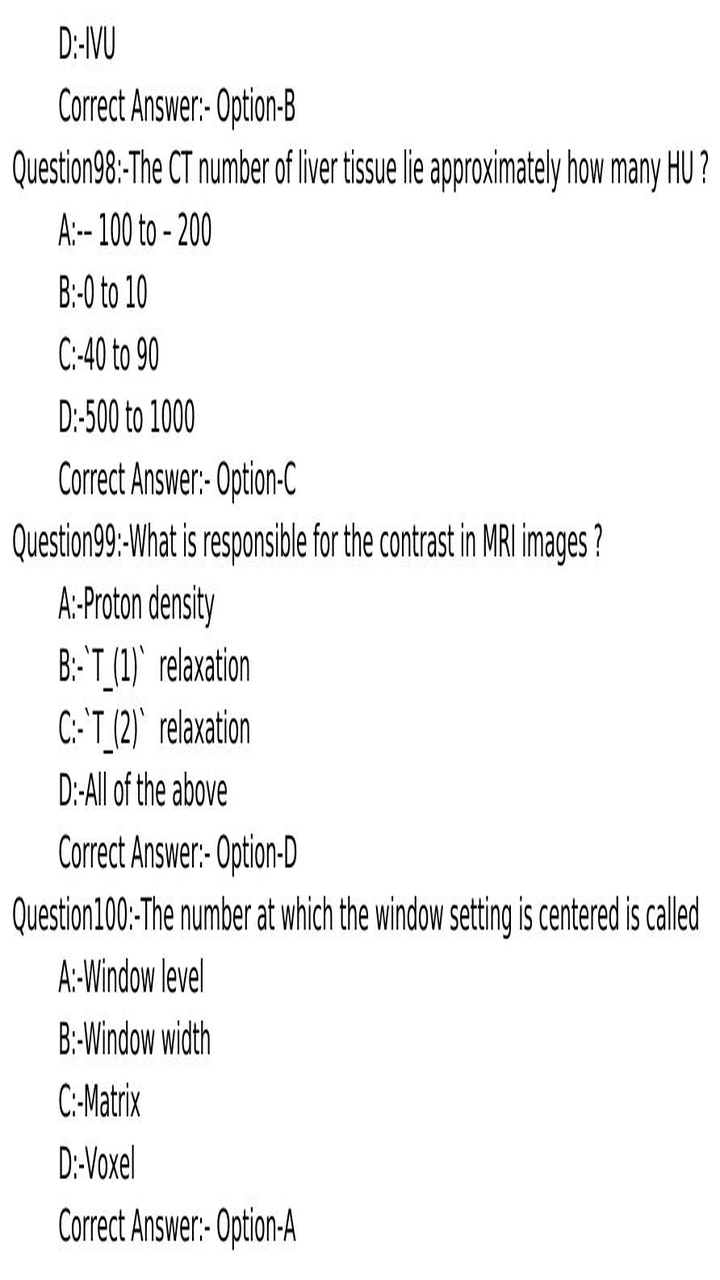 D:-IVU
Correct Answer:- Option-B
Question98:-The CT number of liver tissue lie approximately how many HU ?
A:-– 100 to – 200
B:-0 to 10
C:-40 to 90
D:-500 to 1000
Correct Answer:- Option-C
Question99:-What is responsible for the contrast in MRI images ?
A:-Proton density
B:-`T_(1)` relaxation
C:-`T_(2)` relaxation
D:-All of the above
Correct Answer:- Option-D
Question100:-The number at which the window setting is centered is called
A:-Window level
B:-Window width
C:-Matrix
D:-Voxel
Correct Answer:- Option-A